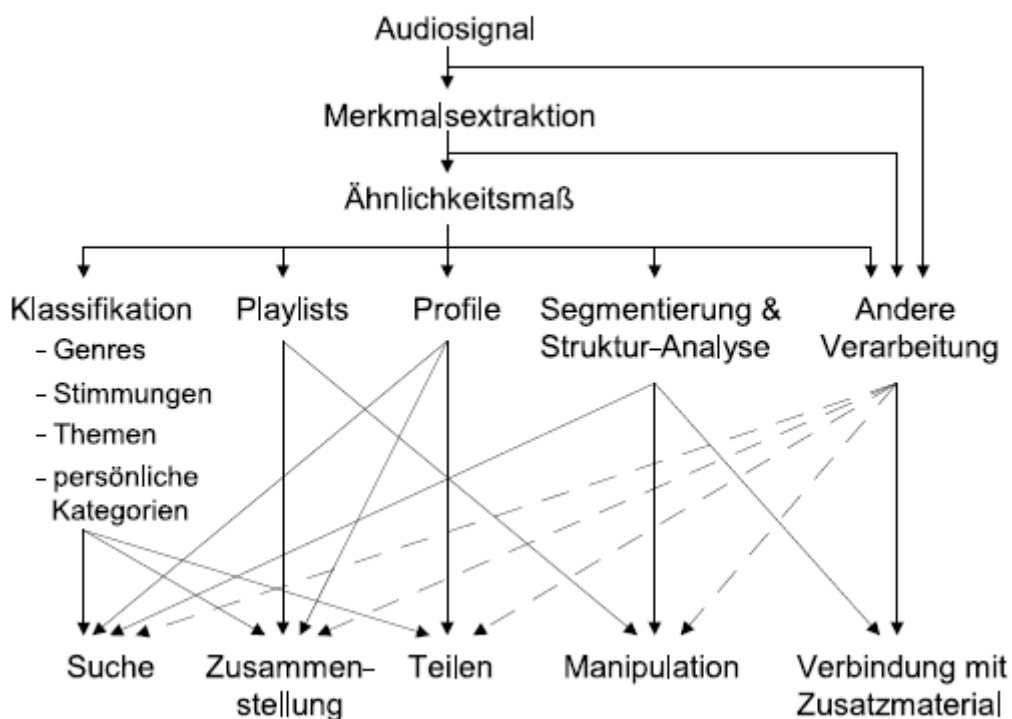 Audiosignal
Merkmalsextraktion
Ähnlichkeitsmaß
Klassifikation
– Genres
– Stimmungen
– Themen
– persönliche
Kategorien
Playlists
Profile
Segmentierung &
Struktur–Analyse
Andere
Verarbeitung
Suche
Zusammen–
stellung
Teilen
Manipulation
Verbindung mit
Zusatzmaterial